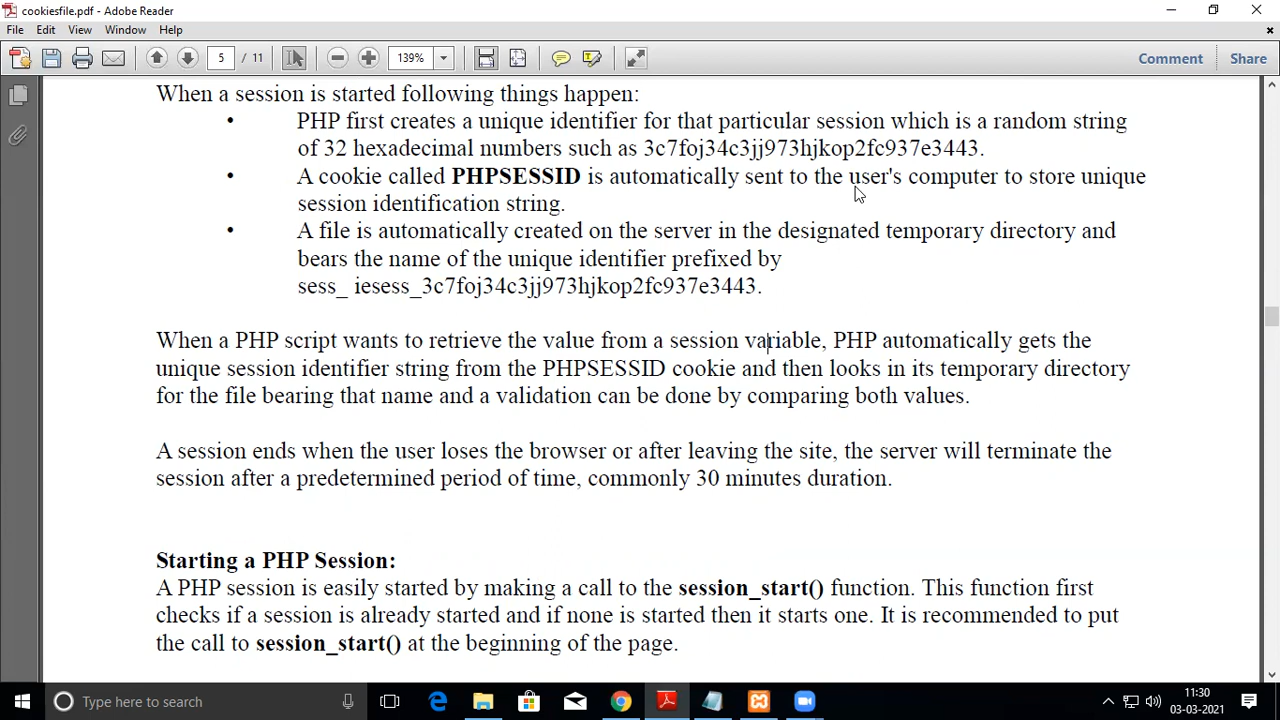 cookiesfile.pdf - Adobe Reader
File Edit View Window Help
5 / 11 139% Comment Share
When a session is started following things happen:
• PHP first creates a unique identifier for that particular session which is a random string
of 32 hexadecimal numbers such as 3c7foj34c3jj973hjkop2fc937e3443.
• A cookie called PHPSESSID is automatically sent to the user's computer to store unique
session identification string.
• A file is automatically created on the server in the designated temporary directory and
bears the name of the unique identifier prefixed by
sess_ iesess_3c7foj34c3jj973hjkop2fc937e3443.
When a PHP script wants to retrieve the value from a session variable, PHP automatically gets the
unique session identifier string from the PHPSESSID cookie and then looks in its temporary directory
for the file bearing that name and a validation can be done by comparing both values.
A session ends when the user loses the browser or after leaving the site, the server will terminate the
session after a predetermined period of time, commonly 30 minutes duration.
Starting a PHP Session:
A PHP session is easily started by making a call to the session_start() function. This function first
checks if a session is already started and if none is started then it starts one. It is recommended to put
the call to session_start() at the beginning of the page.
Type here to search
11:30
03-03-2021